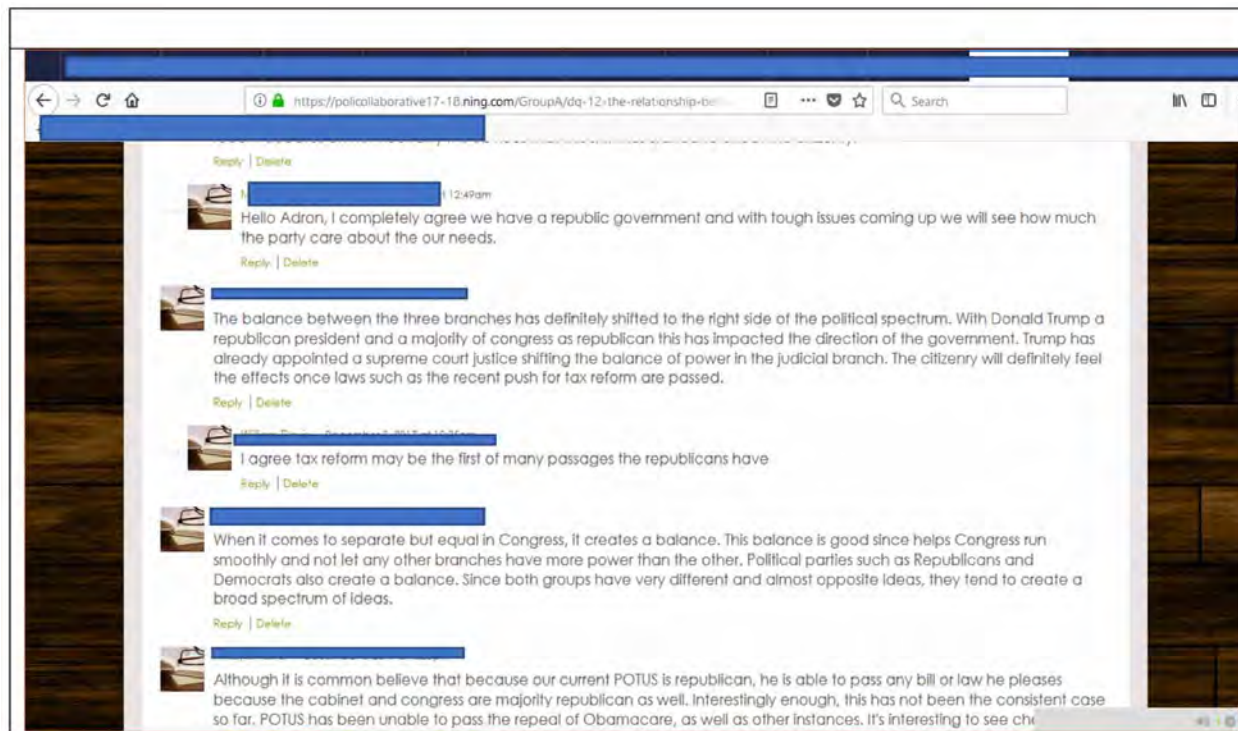 https://policollaborative17-18.ning.com/GroupA/dq-12-the-relationship-be
Search
Reply | Delete
12:49am
Hello Adron, I completely agree we have a republic government and with tough issues coming up we will see how much
the party care about the our needs.
Reply | Delete
The balance between the three branches has definitely shifted to the right side of the political spectrum. With Donald Trump a
republican president and a majority of congress as republican this has impacted the direction of the government. Trump has
already appointed a supreme court justice shifting the balance of power in the judicial branch. The citizenry will definitely feel
the effects once laws such as the recent push for tax reform are passed.
Reply | Delete
I agree tax reform may be the first of many passages the republicans have
Reply | Delete
When it comes to separate but equal in Congress, it creates a balance. This balance is good since helps Congress run
smoothly and not let any other branches have more power than the other. Political parties such as Republicans and
Democrats also create a balance. Since both groups have very different and almost opposite ideas, they tend to create a
broad spectrum of ideas.
Reply | Delete
Although it is common believe that because our current POTUS is republican, he is able to pass any bill or law he pleases
because the cabinet and congress are majority republican as well. Interestingly enough, this has not been the consistent case
so far. POTUS has been unable to pass the repeal of Obamacare, as well as other instances. It's interesting to see